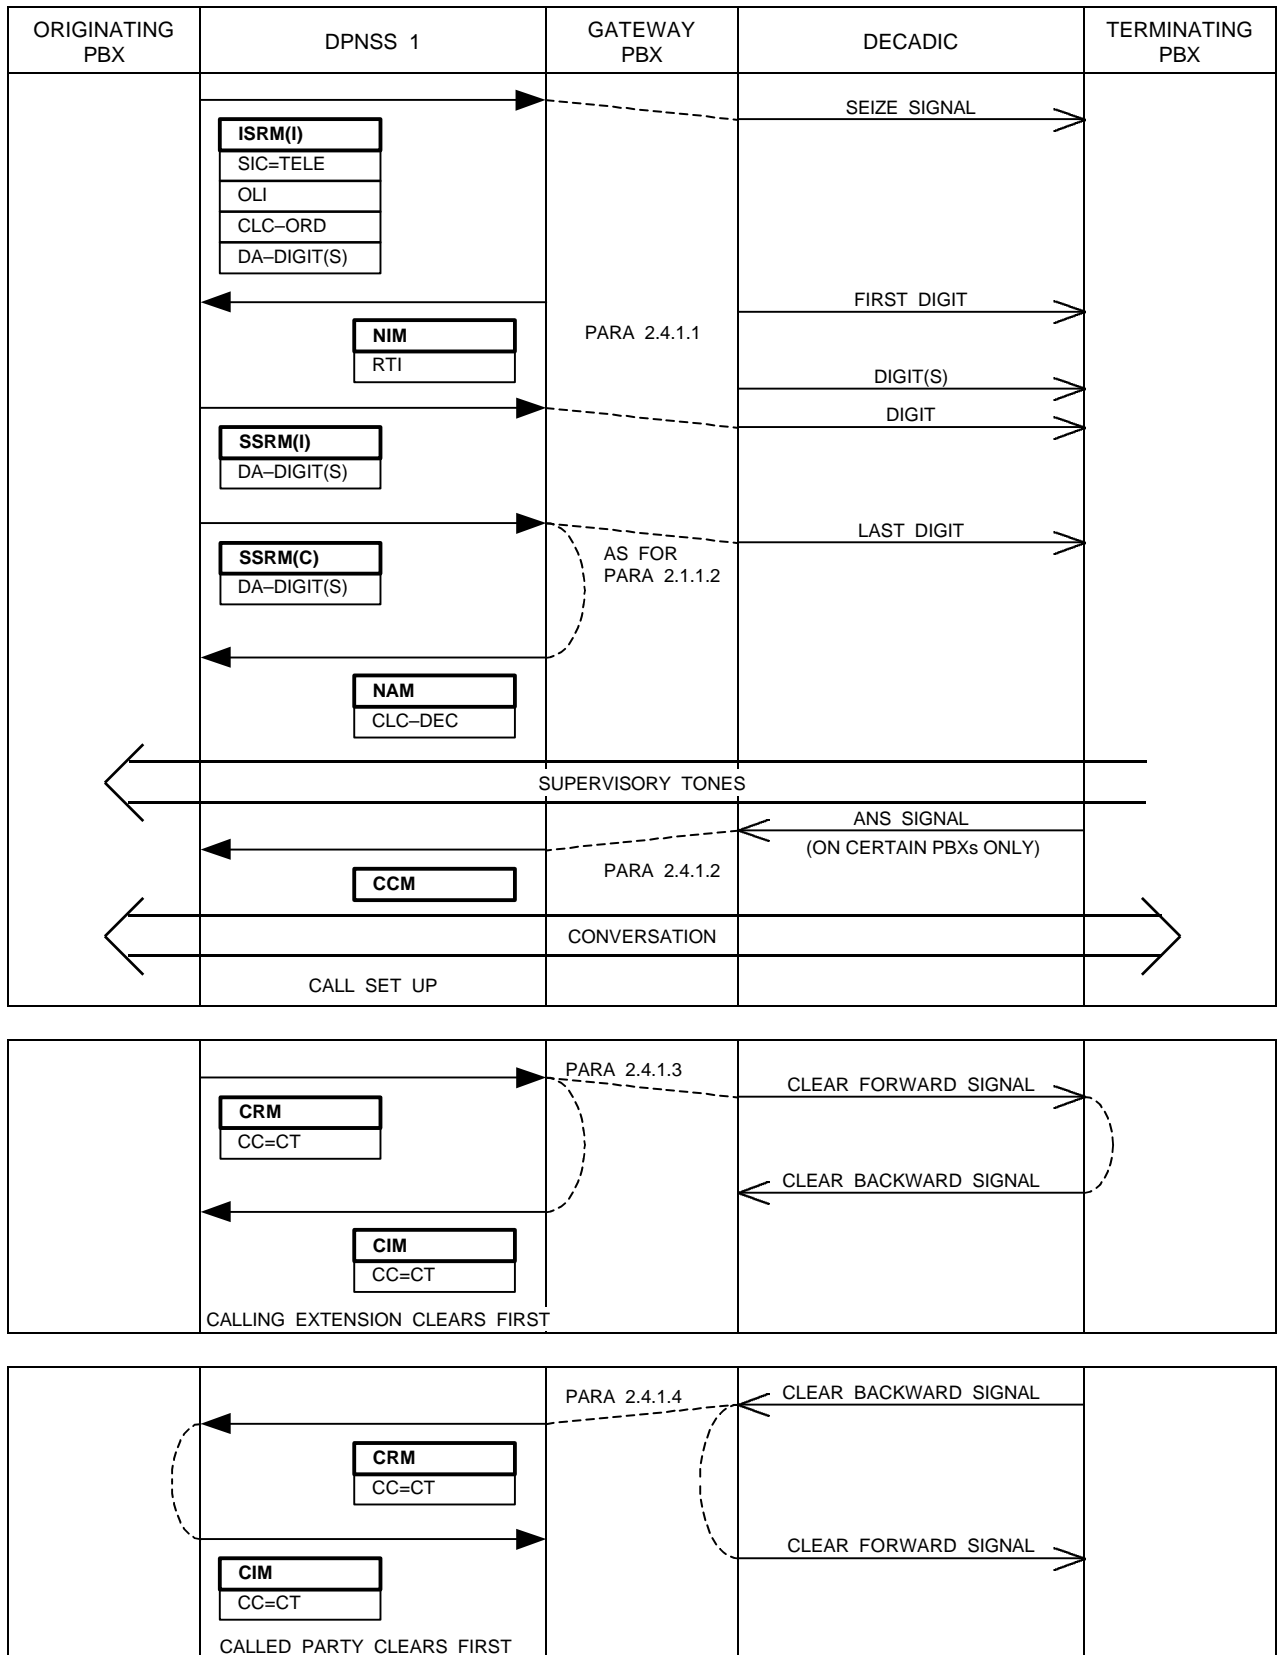 ORIGINATING
PBX
DPNSS 1
GATEWAY
PBX
DECADIC
TERMINATING
PBX
SEIZE SIGNAL
ISRM(I)
SIC=TELE
OLI
CLC–ORD
DA–DIGIT(S)
FIRST DIGIT
NIM
RTI
PARA 2.4.1.1
DIGIT(S)
DIGIT
SSRM(I)
DA–DIGIT(S)
LAST DIGIT
SSRM(C)
DA–DIGIT(S)
AS FOR
PARA 2.1.1.2
NAM
CLC–DEC
SUPERVISORY TONES
ANS SIGNAL
(ON CERTAIN PBXs ONLY)
PARA 2.4.1.2
CCM
CONVERSATION
CALL SET UP
PARA 2.4.1.3
CLEAR FORWARD SIGNAL
CRM
CC=CT
CLEAR BACKWARD SIGNAL
CIM
CC=CT
CALLING EXTENSION CLEARS FIRST
PARA 2.4.1.4
CLEAR BACKWARD SIGNAL
CRM
CC=CT
CLEAR FORWARD SIGNAL
CIM
CC=CT
CALLED PARTY CLEARS FIRST